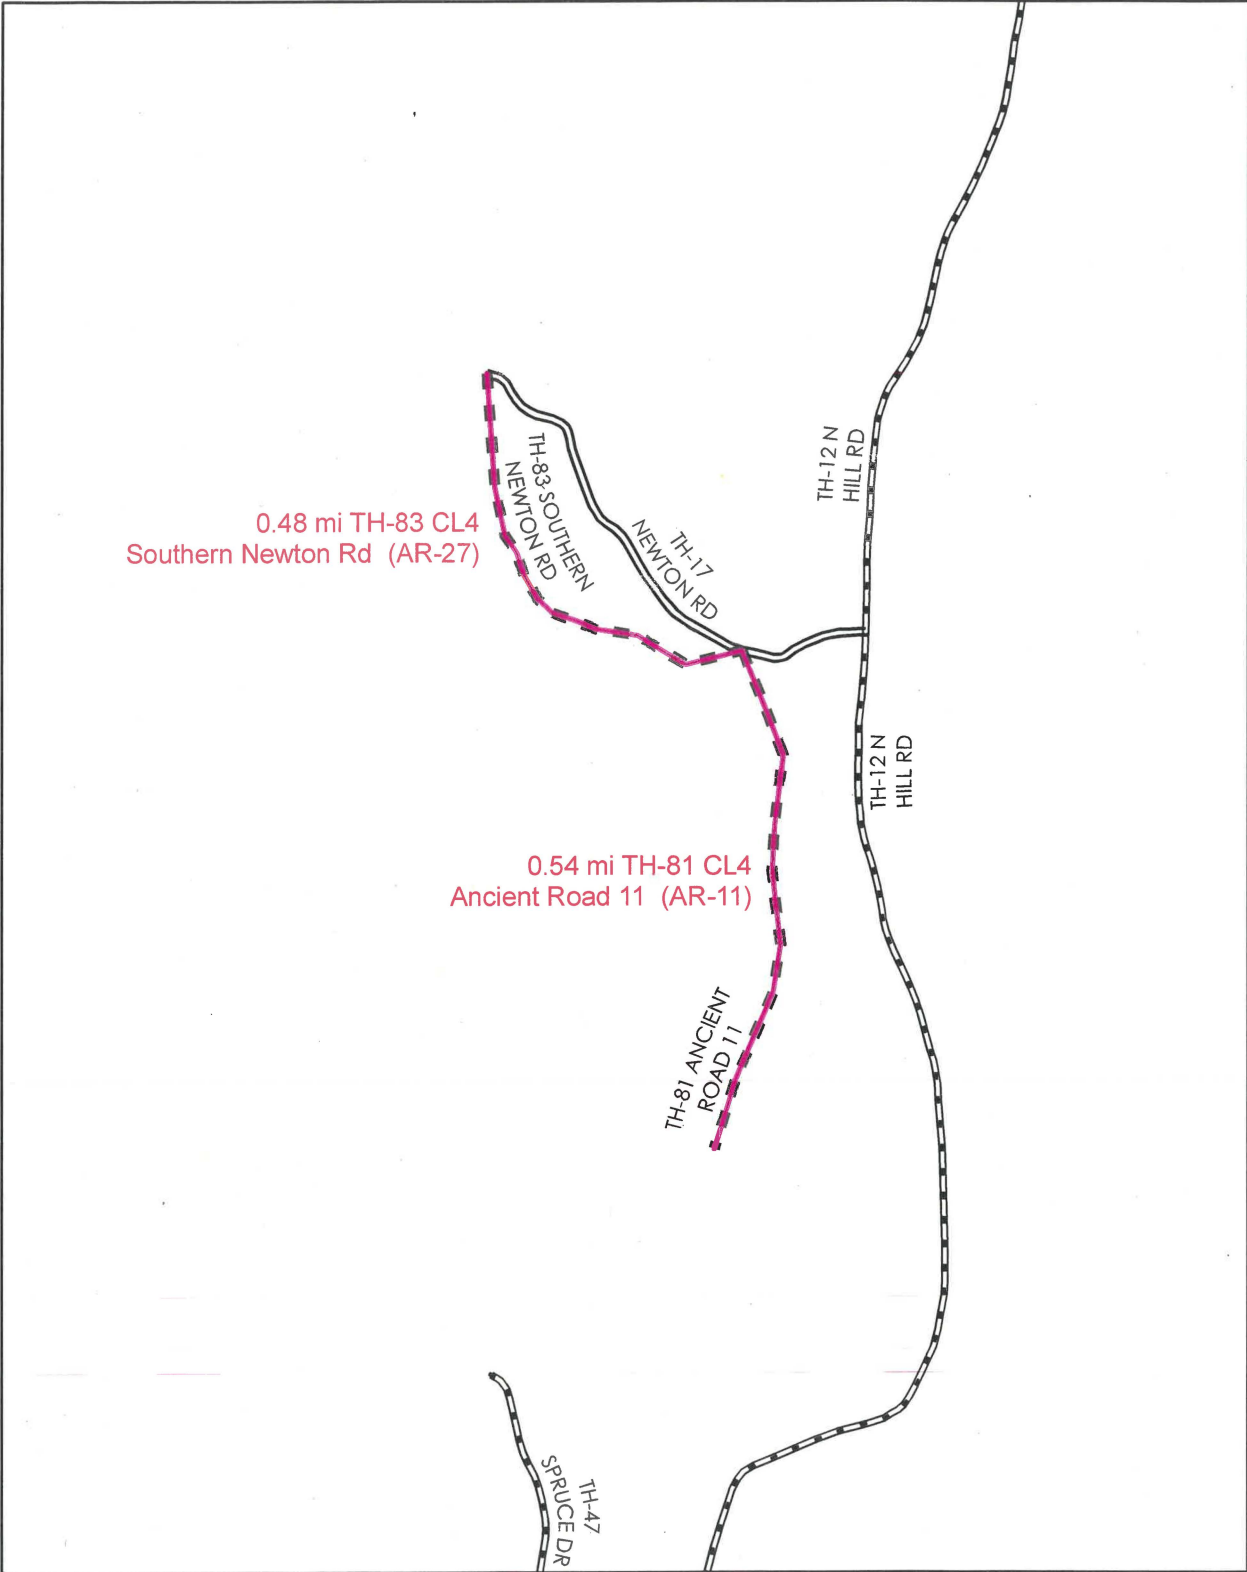 TH-12 N
HILL RD
TH-83 SOUTHERN
NEWTON RD
0.48 mi TH-83 CL4
Southern Newton Rd (AR-27)
TH-17
NEWTON RD
TH-12 N
HILL RD
0.54 mi TH-81 CL4
Ancient Road 11 (AR-11)
TH-81 ANCIENT
ROAD 11
TH-47
SPRUCE DR